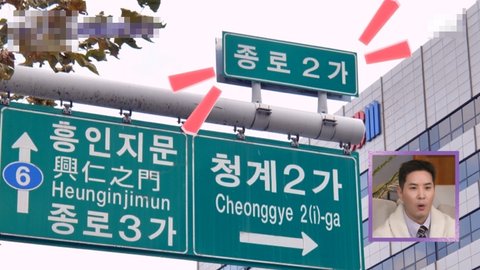 종로 2 가
흥인지문
興仁之門
Heunginjimun
종로 3 가
6
청계 2 가
Cheonggye 2(i)-ga